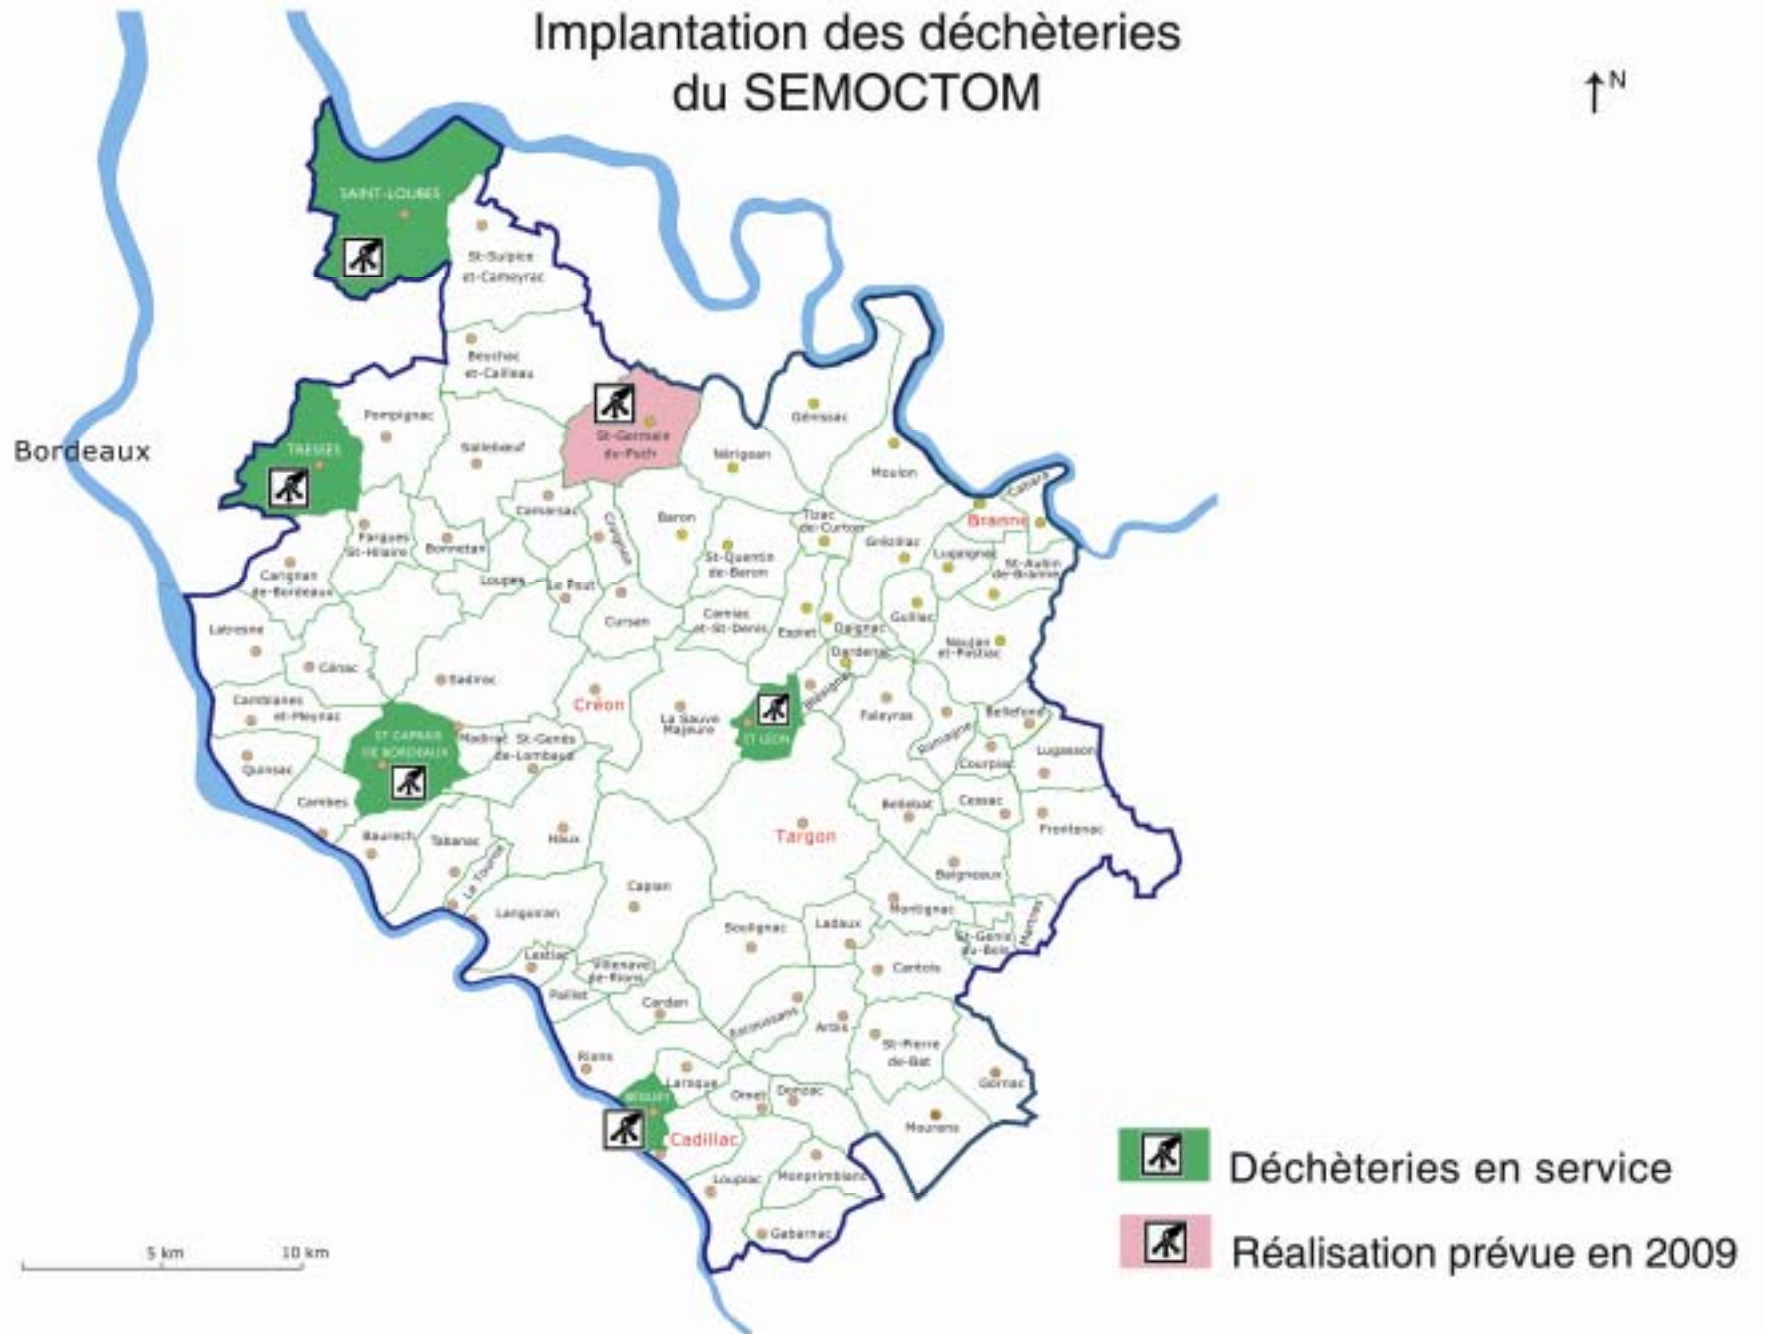 Implantation des déchèteries
du SEMOCTOM
N
SAINT-LOUBES
St-Sulpice
et-Cameyrac
et-Cailleau
Bordeaux
Pompignac
TRESSES
Sallebœuf
St-Germain
du-Puch
Nérigean
Génissac
Moulon
Cabara
Branne
Camarsac
Croignon
Baron
Tizac
de-Curton
Grézillac
Lugaignac
St-Aubin
de-Branne
Fargues
St-Hilaire
Bonnetan
St-Quentin
de-Baron
Carignan
de-Bordeaux
Loupes
Le Pout
Cursan
Camiac
et-St-Denis
Espiet
Daignac
Guillac
Naujan
et-Postiac
Dardenac
Latresne
Cénac
Sadirac
Créon
La Sauve
Majeure
ST LEON
Blésignac
Faleyras
Romagne
Bellefond
Courpiac
Lugasson
Camblanes
et-Meynac
ST CAPRAIS
DE BORDEAUX
Madirac
St-Genès
de-Lombaud
Quinsac
Cambes
Baurech
Tabanac
Le Tourne
Haux
Targon
Bellebat
Cessac
Frontenac
Baigneaux
Capian
Langoiran
Soulignac
Ladaux
Montignac
St-Genis
du-Bois
Martres
Cantois
Lestiac
Villenave
de-Rions
Paillet
Cardan
Escoussans
Arbis
St-Pierre
de-Bat
Rions
Laroque
Omet
Donzac
Gornac
Mourens
BEGUEY
Cadillac
Loupiac
Monprimblanc
Gabarnac
Déchèteries en service
Réalisation prévue en 2009
5 km
10 km